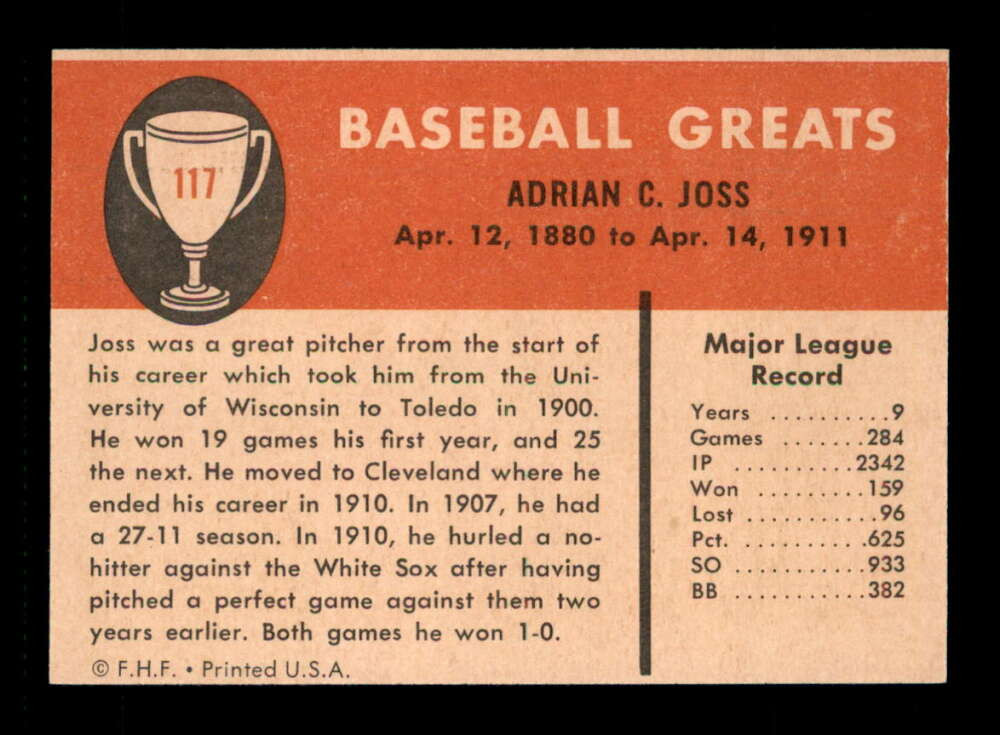 117
BASEBALL GREATS
ADRIAN C. JOSS
Apr. 12, 1880 to Apr. 14, 1911
Joss was a great pitcher from the start of
his career which took him from the Uni-
versity of Wisconsin to Toledo in 1900.
He won 19 games his first year, and 25
the next. He moved to Cleveland where he
ended his career in 1910. In 1907, he had
a 27-11 season. In 1910, he hurled a no-
hitter against the White Sox after having
pitched a perfect game against them two
years earlier. Both games he won 1-0.
© F.H.F. • Printed U.S.A.
Major League
Record
Years ..........9
Games .......284
IP ..........2342
Won .........159
Lost ...........96
Pct. ..........625
SO ..........933
BB ..........382